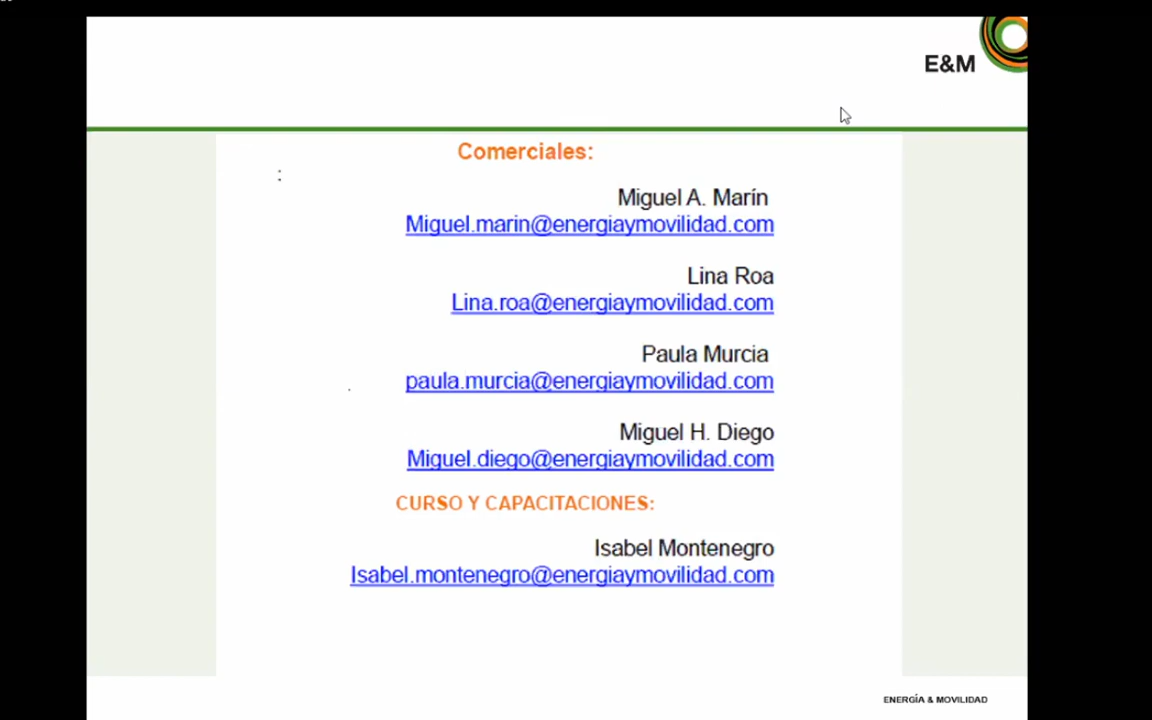 E&M
Comerciales:
:
Miguel A. Marín
Miguel.marin@energiaymovilidad.com
Lina Roa
Lina.roa@energiaymovilidad.com
Paula Murcia
paula.murcia@energiaymovilidad.com
.
Miguel H. Diego
Miguel.diego@energiaymovilidad.com
CURSO Y CAPACITACIONES:
Isabel Montenegro
Isabel.montenegro@energiaymovilidad.com
ENERGÍA & MOVILIDAD